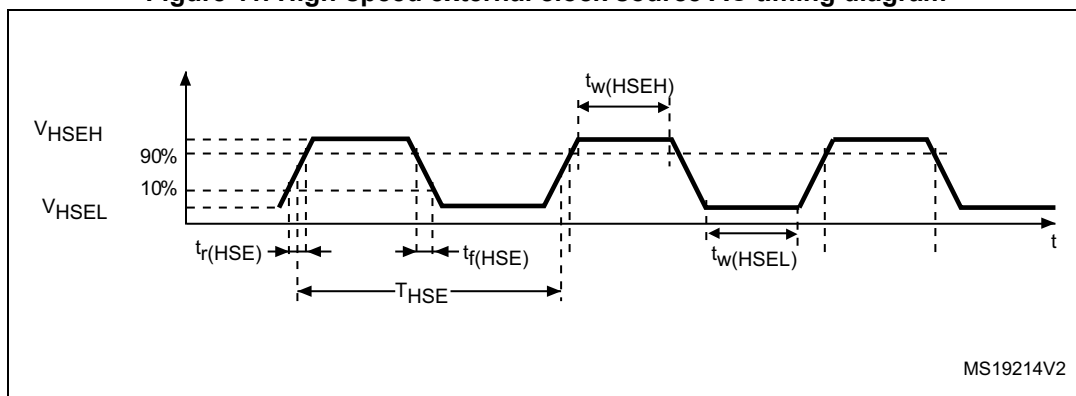 Figure 11. High-speed external clock source AC timing diagram
tw(HSEH)
VHSEH
90%
10%
VHSEL
tr(HSE)
tf(HSE)
tw(HSEL)
t
THSE
MS19214V2